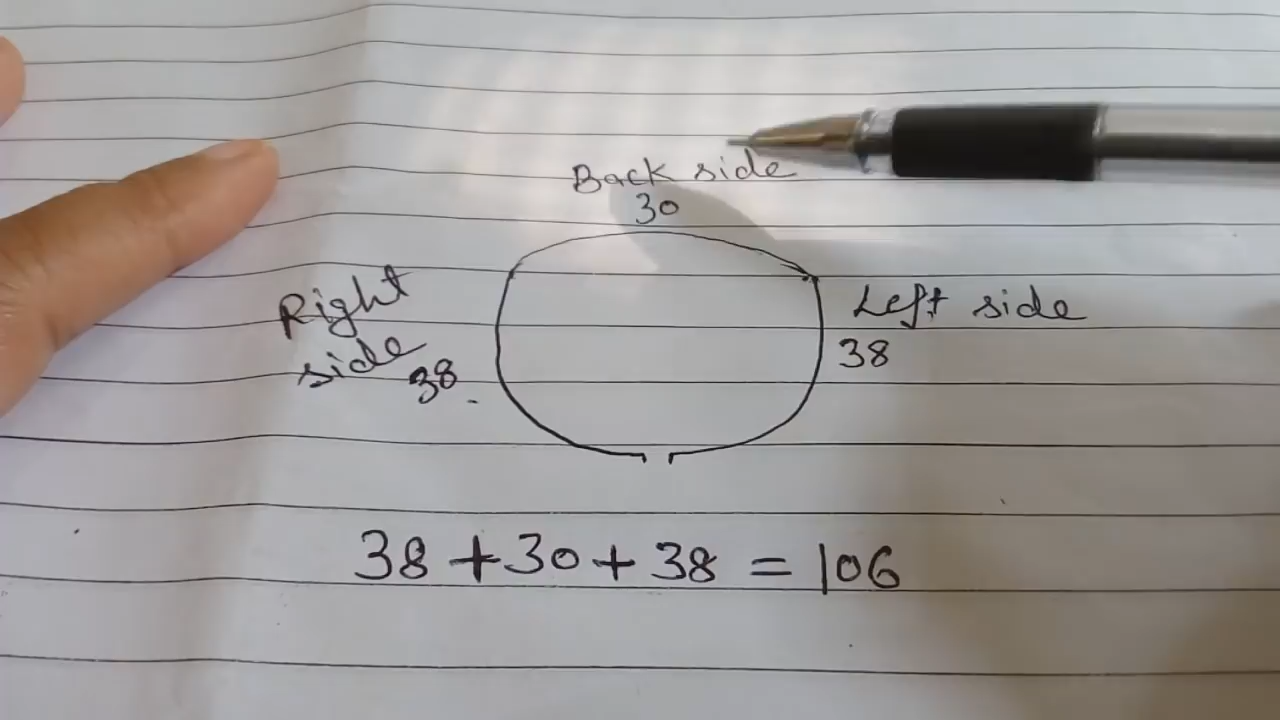 Back side
30
Right
side
38
Left side
38
38 + 30 + 38 = 106